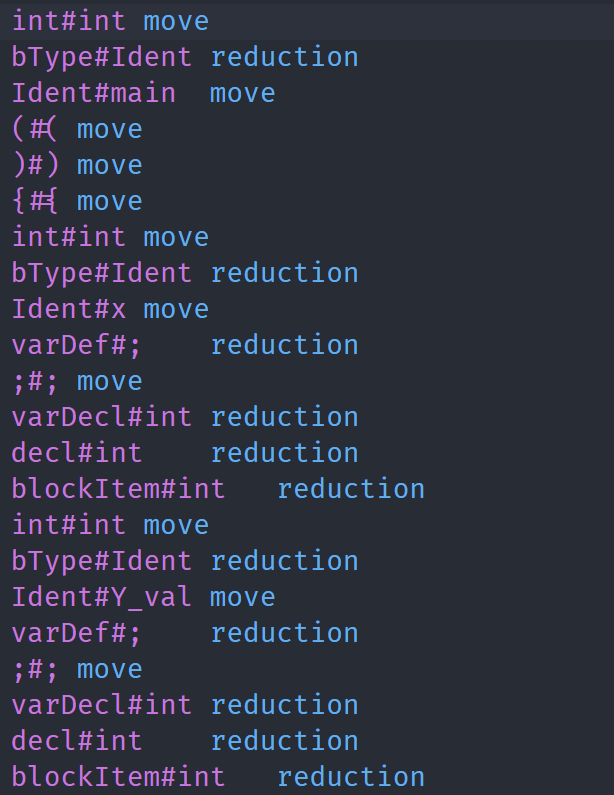 int#int move
bType#Ident reduction
Ident#main move
(#( move
)#) move
{#{ move
int#int move
bType#Ident reduction
Ident#x move
varDef#; reduction
;#; move
varDecl#int reduction
decl#int reduction
blockItem#int reduction
int#int move
bType#Ident reduction
Ident#Y_val move
varDef#; reduction
;#; move
varDecl#int reduction
decl#int reduction
blockItem#int reduction